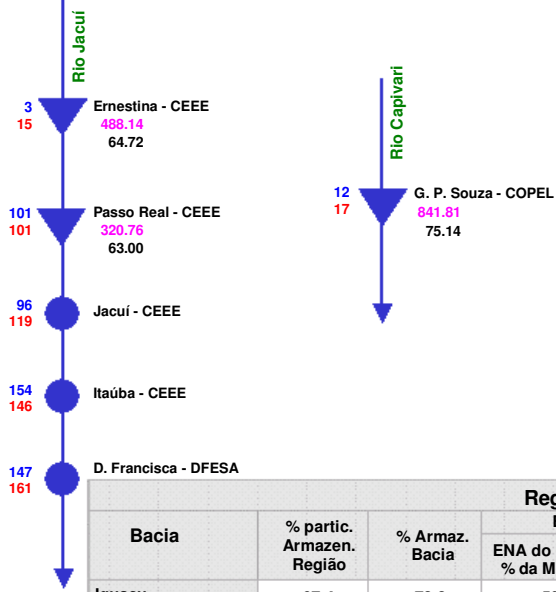 Rio Jacuí
3
15
Ernestina - CEEE
488.14
64.72
101
101
Passo Real - CEEE
320.76
63.00
96
119
Jacuí - CEEE
154
146
Itaúba - CEEE
147
161
D. Francisca - DFESA
Rio Capivari
12
17
G. P. Souza - COPEL
841.81
75.14
Bacia
% partic.
Armazen.
Região
% Armaz.
Bacia
ENA do